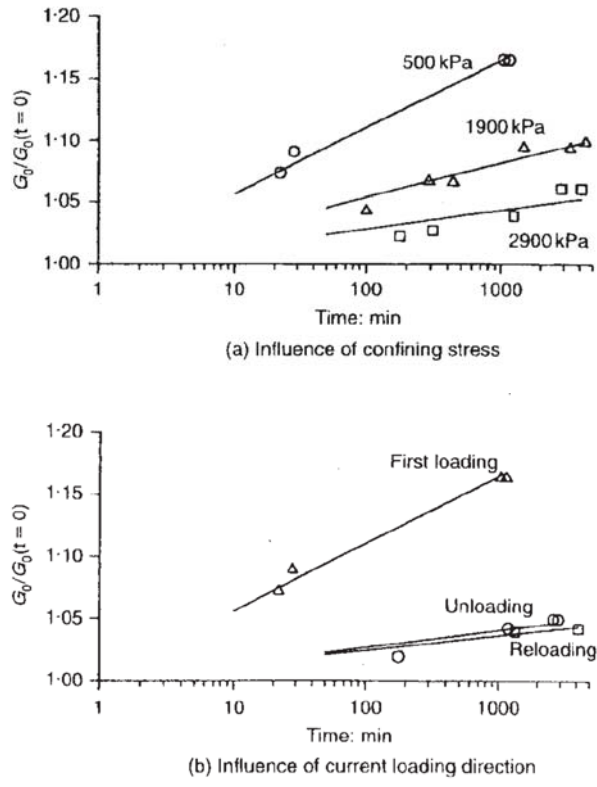 1·20
500 kPa
1·15
1900 kPa
1·10
G₀/G₀(t = 0)
1·05
2900 kPa
1·00
1 10 100 1000
Time: min
(a) Influence of confining stress
1·20
First loading
1·15
1·10
G₀/G₀(t = 0)
Unloading
1·05
Reloading
1·00
1 10 100 1000
Time: min
(b) Influence of current loading direction